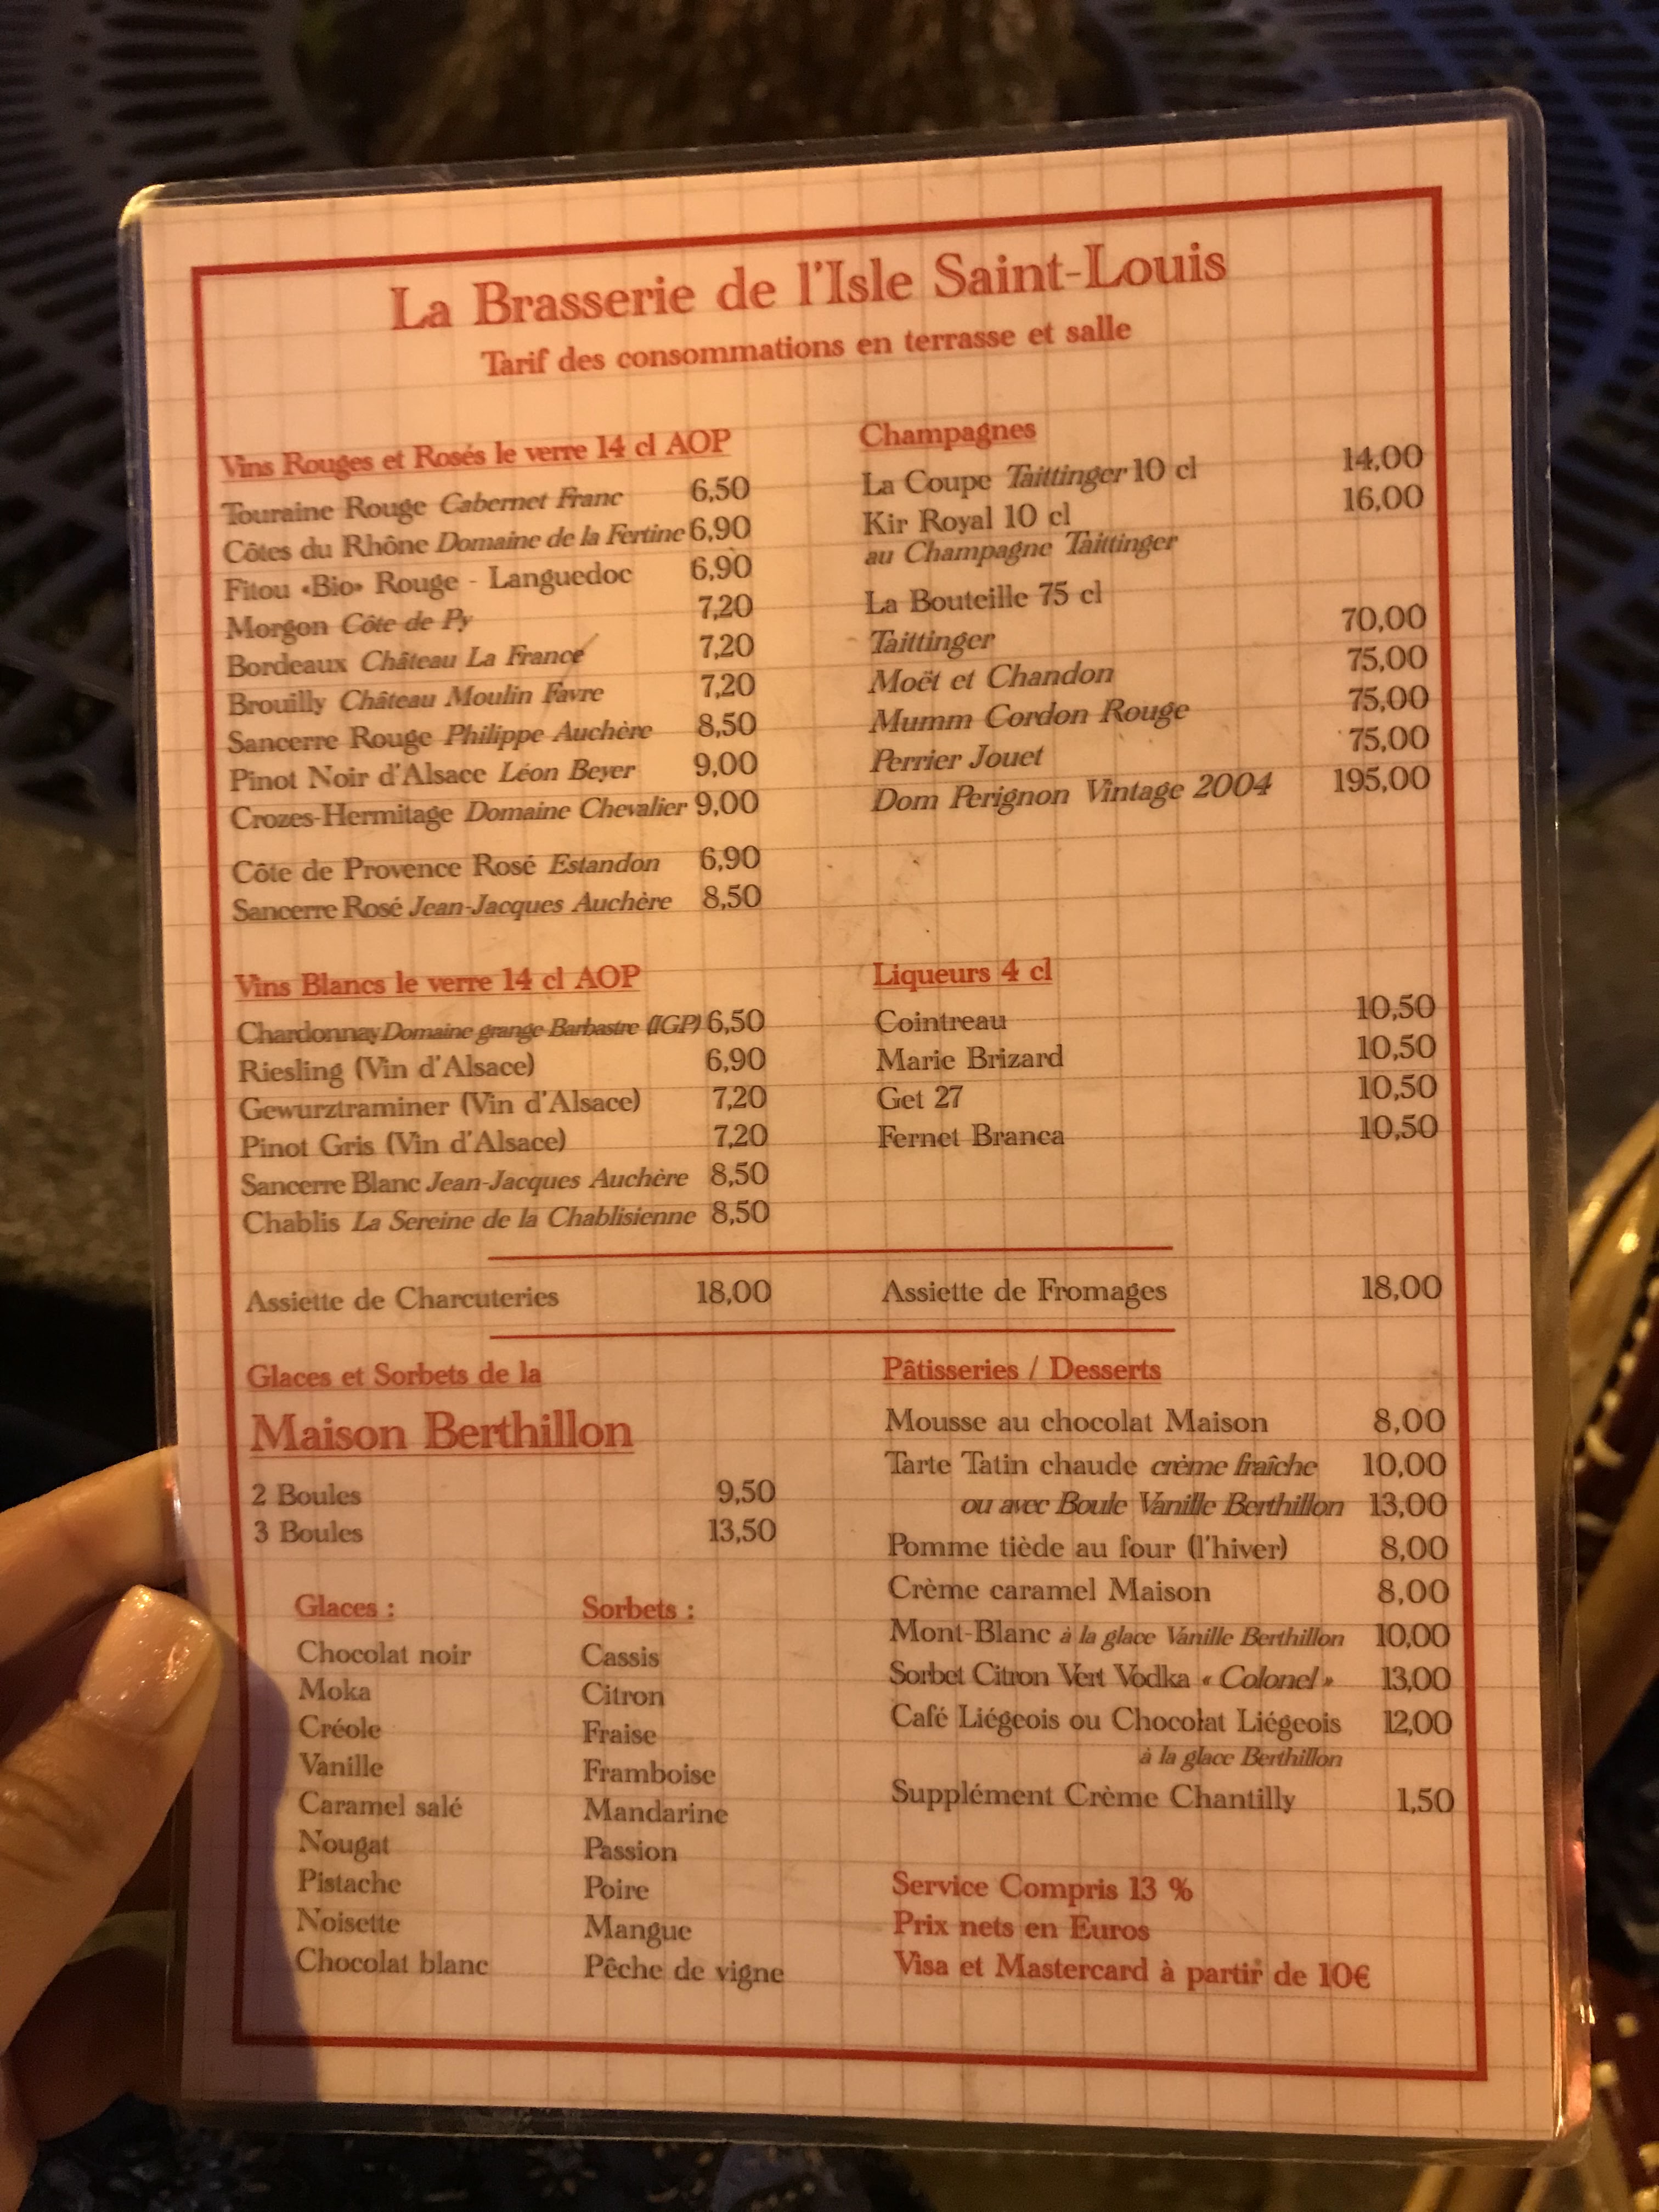 La Brasserie de l'Isle Saint-Louis
Tarif des consommations en terrasse et salle
Vins Rouges et Rosés le verre 14 cl AOP
Touraine Rouge Cabernet Franc 6,50
Côtes du Rhône Domaine de la Fertine 6,90
Fitou «Bio» Rouge - Languedoc 6,90
Morgon Côte de Py 7,20
Bordeaux Château La France 7,20
Brouilly Château Moulin Favre 7,20
Sancerre Rouge Philippe Auchère 8,50
Pinot Noir d'Alsace Léon Beyer 9,00
Crozes-Hermitage Domaine Chevalier 9,00
Côte de Provence Rosé Estandon 6,90
Sancerre Rosé Jean-Jacques Auchère 8,50
Vins Blancs le verre 14 cl AOP
Chardonnay Domaine grange Barbastre (IGP) 6,50
Riesling (Vin d'Alsace) 6,90
Gewurztraminer (Vin d'Alsace) 7,20
Pinot Gris (Vin d'Alsace) 7,20
Sancerre Blanc Jean-Jacques Auchère 8,50
Chablis La Sereine de la Chablisienne 8,50
Champagnes
La Coupe Taittinger 10 cl 14,00
Kir Royal 10 cl 16,00
au Champagne Taittinger
La Bouteille 75 cl
Taittinger 70,00
Moët et Chandon 75,00
Mumm Cordon Rouge 75,00
Perrier Jouet 75,00
Dom Perignon Vintage 2004 195,00
Liqueurs 4 cl
Cointreau 10,50
Marie Brizard 10,50
Get 27 10,50
Fernet Branca 10,50
Assiette de Charcuteries 18,00
Assiette de Fromages 18,00
Glaces et Sorbets de la
Maison Berthillon
2 Boules 9,50
3 Boules 13,50
Glaces :
Chocolat noir
Moka
Créole
Vanille
Caramel salé
Nougat
Pistache
Noisette
Chocolat blanc
Sorbets :
Cassis
Citron
Fraise
Framboise
Mandarine
Passion
Poire
Mangue
Pêche de vigne
Pâtisseries / Desserts
Mousse au chocolat Maison 8,00
Tarte Tatin chaude crème fraîche 10,00
ou avec Boule Vanille Berthillon 13,00
Pomme tiède au four (l'hiver) 8,00
Crème caramel Maison 8,00
Mont-Blanc à la glace Vanille Berthillon 10,00
Sorbet Citron Vert Vodka « Colonel » 13,00
Café Liégeois ou Chocolat Liégeois 12,00
à la glace Berthillon
Supplément Crème Chantilly 1,50
Service Compris 13 %
Prix nets en Euros
Visa et Mastercard à partir de 10€